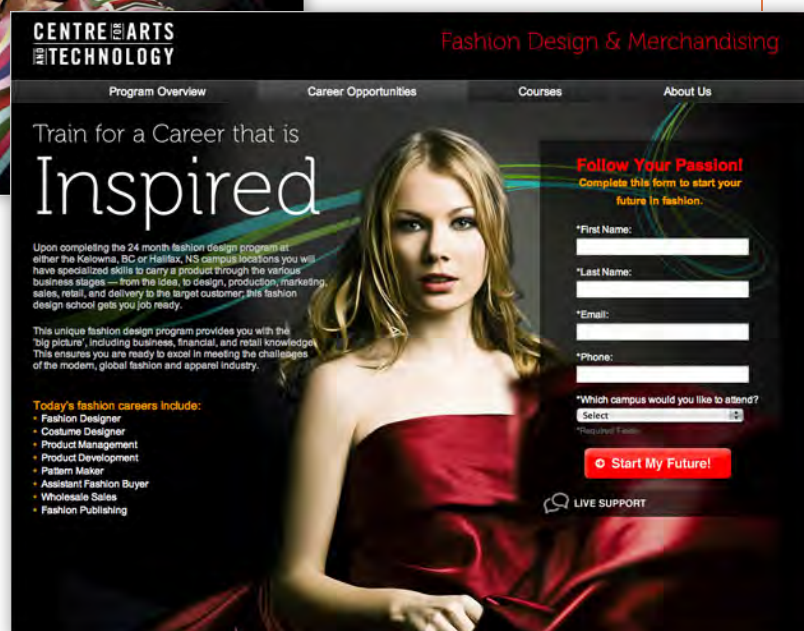 CENTRE FOR ARTS
AND TECHNOLOGY
Fashion Design & Merchandising
Program Overview
Career Opportunities
Courses
About Us
Train for a Career that is
Inspired
Upon completing the 24 month fashion design program at
either the Kelowna, BC or Halifax, NS campus locations you will
have specialized skills to carry a product through the various
business stages — from the idea, to design, production, marketing,
sales, retail, and delivery to the target customer; this fashion
design school gets you job ready.
This unique fashion design program provides you with the
'big picture', including business, financial, and retail knowledge.
This ensures you are ready to excel in meeting the challenges
of the modern, global fashion and apparel industry.
Today's fashion careers include:
• Fashion Designer
• Costume Designer
• Product Management
• Product Development
• Pattern Maker
• Assistant Fashion Buyer
• Wholesale Sales
• Fashion Publishing
Follow Your Passion!
Complete this form to start your
future in fashion.
*First Name:
*Last Name:
*Email:
*Phone:
*Which campus would you like to attend?
Select
*Required Fields
Start My Future!
LIVE SUPPORT